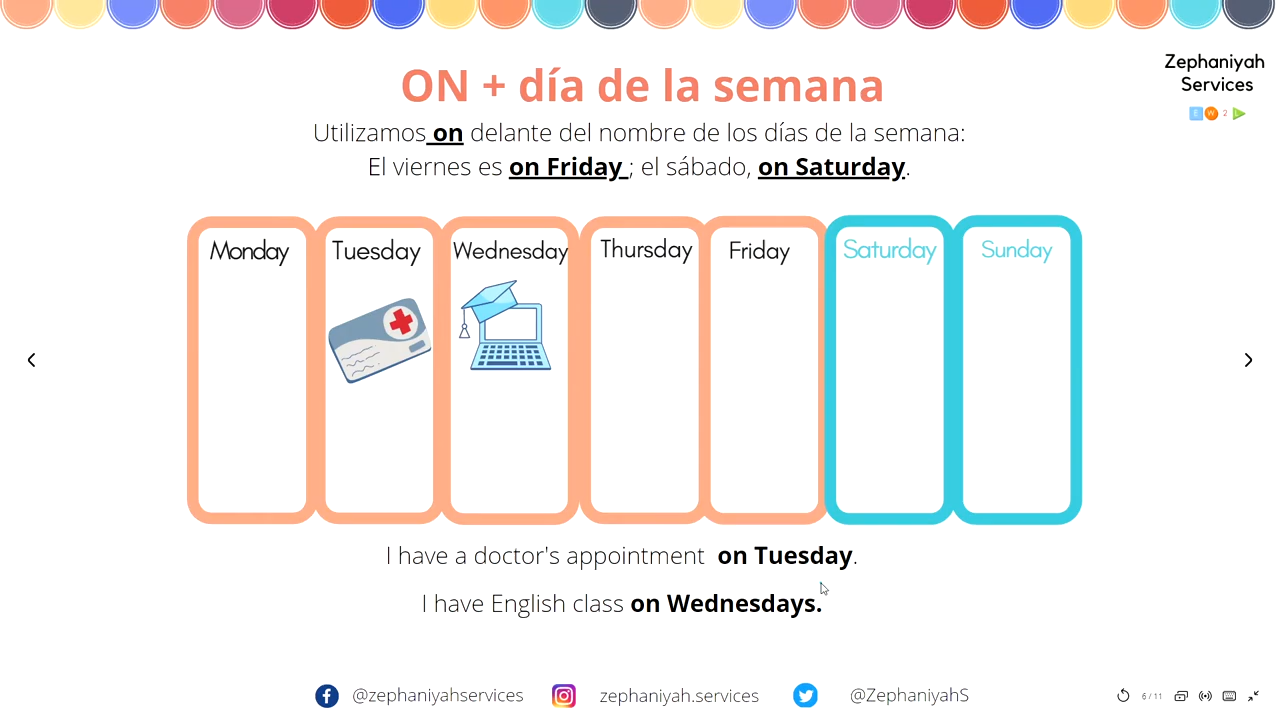 Zephaniyah
Services
E W 2
ON + día de la semana
Utilizamos on delante del nombre de los días de la semana:
El viernes es on Friday ; el sábado, on Saturday.
Monday Tuesday Wednesday Thursday Friday Saturday Sunday
I have a doctor's appointment on Tuesday.
I have English class on Wednesdays.
@zephaniyahservices zephaniyah.services @ZephaniyahS
6 / 11